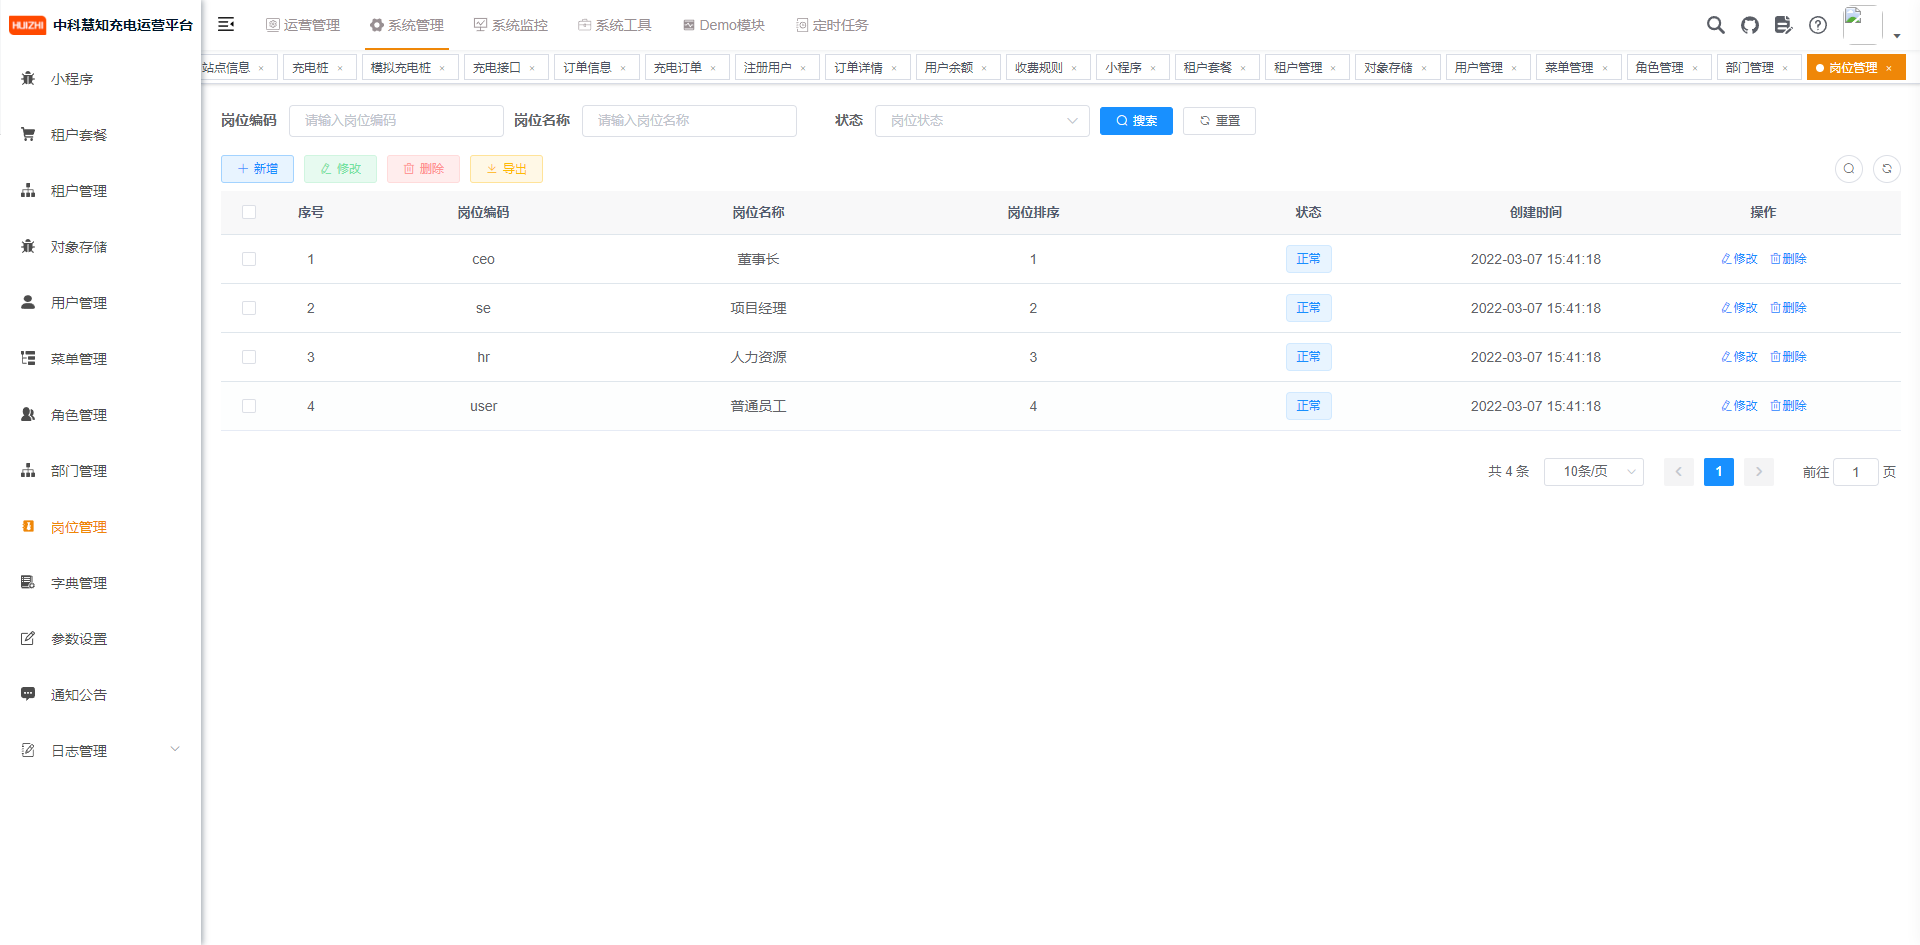 HUIZHI 中科慧知充电运营平台
运营管理 系统管理 系统监控 系统工具 Demo模块 定时任务
站点信息 × 充电桩 × 模拟充电桩 × 充电接口 × 订单信息 × 充电订单 × 注册用户 × 订单详情 × 用户余额 × 收费规则 × 小程序 × 租户套餐 × 租户管理 × 对象存储 × 用户管理 × 菜单管理 × 角色管理 × 部门管理 × 岗位管理 ×
小程序
租户套餐
租户管理
对象存储
用户管理
菜单管理
角色管理
部门管理
岗位管理
字典管理
参数设置
通知公告
日志管理
岗位编码 请输入岗位编码 岗位名称 请输入岗位名称 状态 岗位状态 搜索 重置
新增 修改 删除 导出
序号 岗位编码 岗位名称 岗位排序 状态 创建时间 操作
1 ceo 董事长 1 正常 2022-03-07 15:41:18 修改 删除
2 se 项目经理 2 正常 2022-03-07 15:41:18 修改 删除
3 hr 人力资源 3 正常 2022-03-07 15:41:18 修改 删除
4 user 普通员工 4 正常 2022-03-07 15:41:18 修改 删除
共 4 条 10条/页 1 前往 1 页